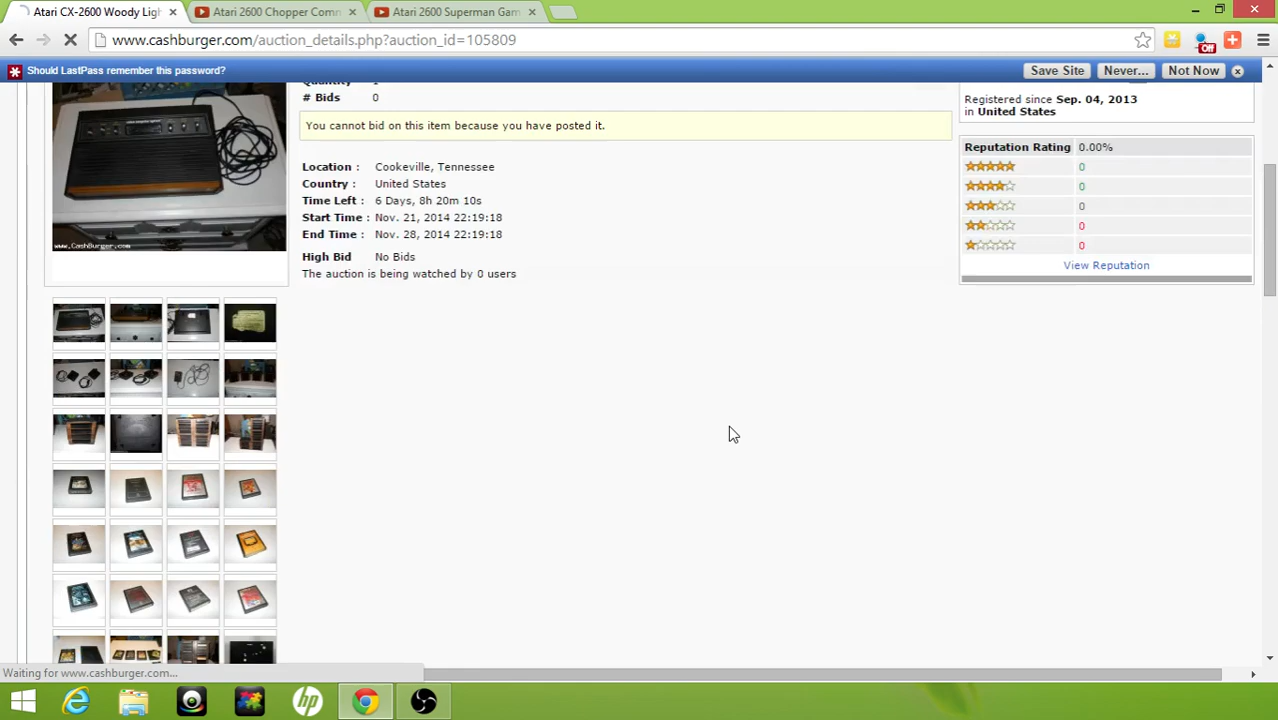 Atari CX-2600 Woody Ligh
Atari 2600 Chopper Comm
Atari 2600 Superman Gam
www.cashburger.com/auction_details.php?auction_id=105809
Off
Should LastPass remember this password?
Save Site
Never...
Not Now
Quantity 1
# Bids 0
You cannot bid on this item because you have posted it.
Location : Cookeville, Tennessee
Country : United States
Time Left : 6 Days, 8h 20m 10s
Start Time : Nov. 21, 2014 22:19:18
End Time : Nov. 28, 2014 22:19:18
High Bid No Bids
The auction is being watched by 0 users
www.CashBurger.com
Registered since Sep. 04, 2013
in United States
Reputation Rating 0.00%
0
0
0
0
0
View Reputation
Waiting for www.cashburger.com...
hp